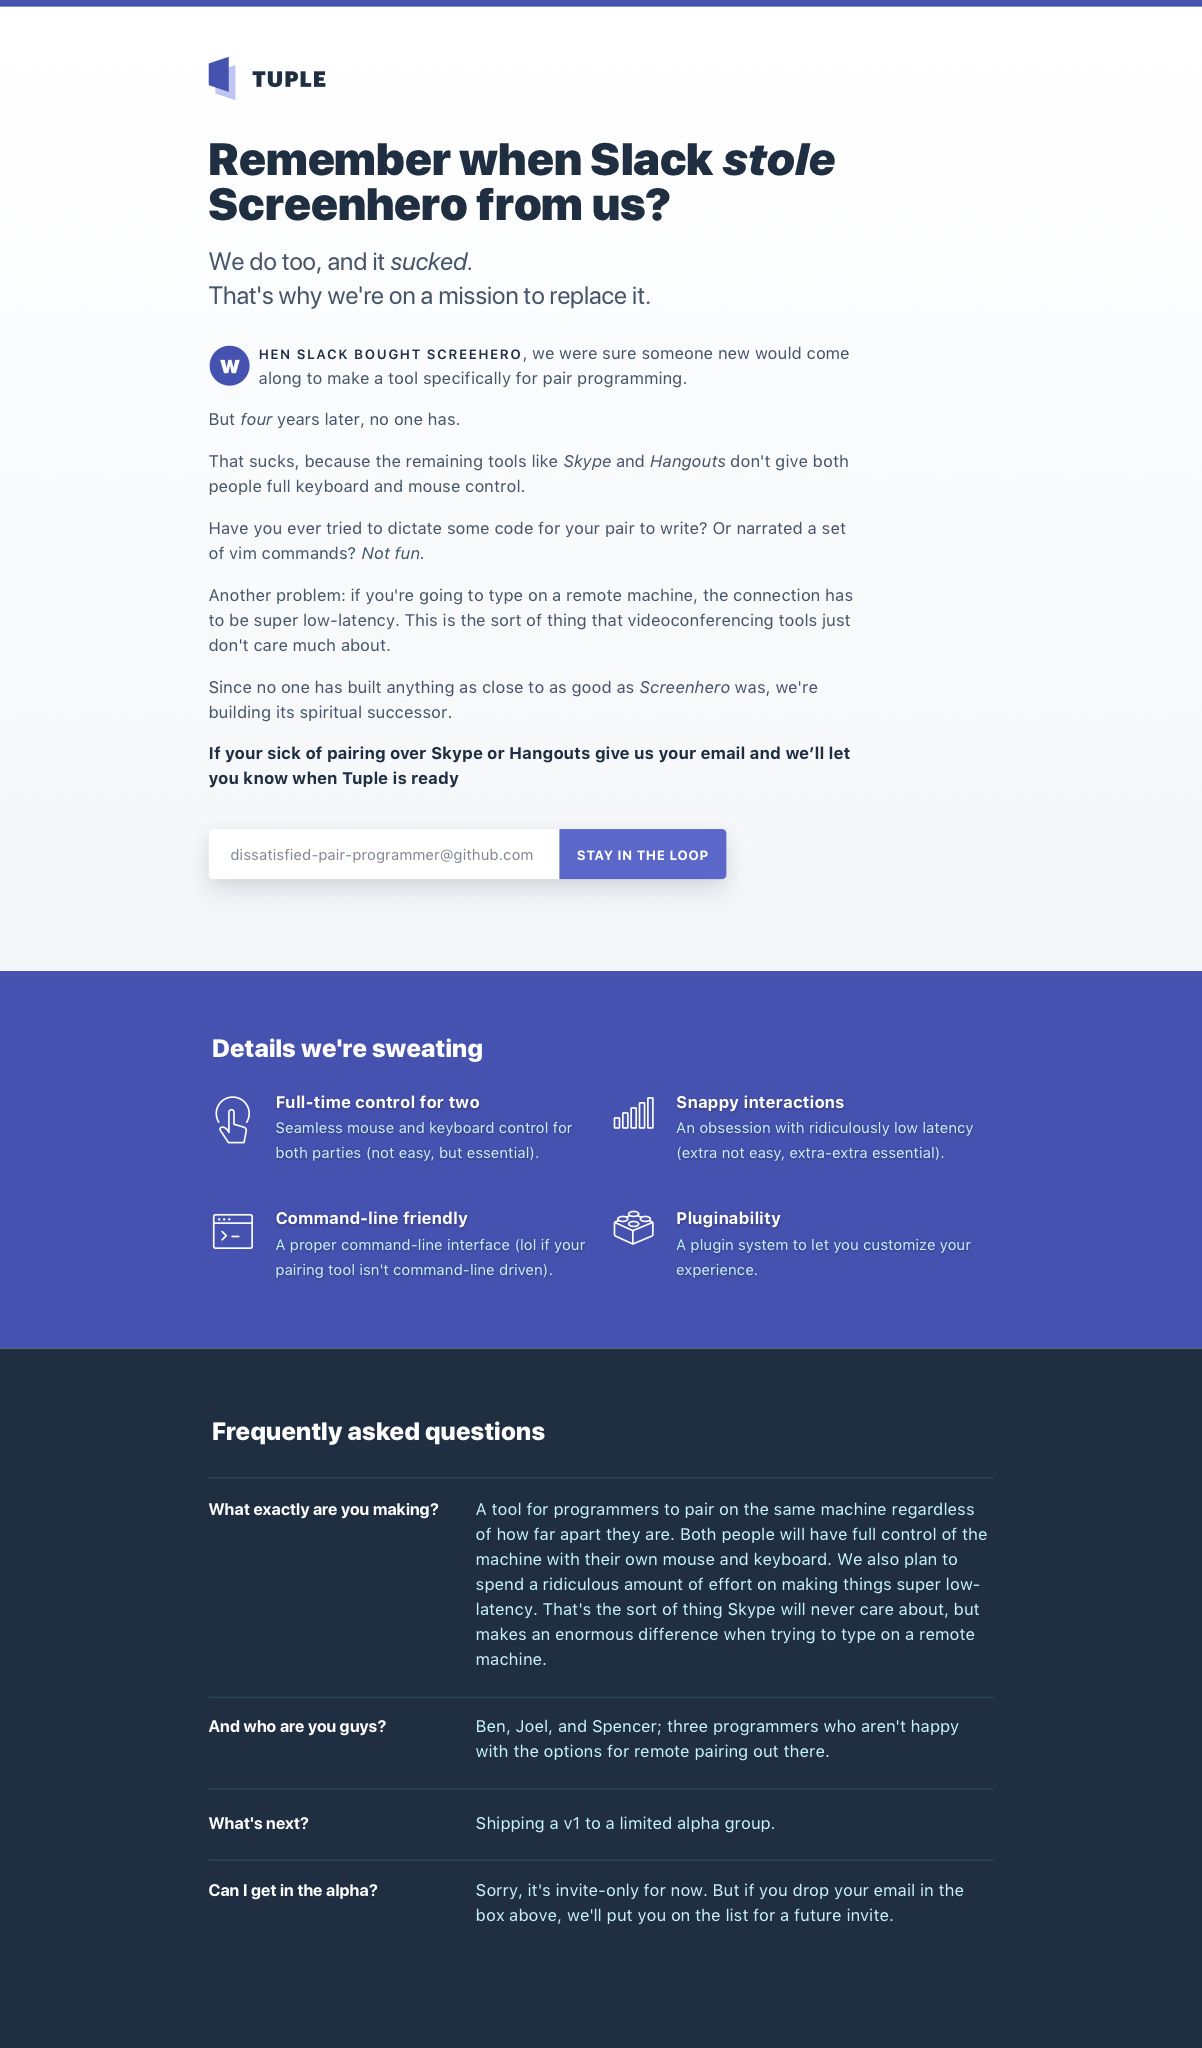 TUPLE
Remember when Slack stole
Screenhero from us?
We do too, and it sucked.
That's why we're on a mission to replace it.
WHEN SLACK BOUGHT SCREEHERO, we were sure someone new would come
along to make a tool specifically for pair programming.
But four years later, no one has.
That sucks, because the remaining tools like Skype and Hangouts don't give both
people full keyboard and mouse control.
Have you ever tried to dictate some code for your pair to write? Or narrated a set
of vim commands? Not fun.
Another problem: if you're going to type on a remote machine, the connection has
to be super low-latency. This is the sort of thing that videoconferencing tools just
don't care much about.
Since no one has built anything as close to as good as Screenhero was, we're
building its spiritual successor.
If your sick of pairing over Skype or Hangouts give us your email and we’ll let
you know when Tuple is ready
dissatisfied-pair-programmer@github.com
STAY IN THE LOOP
Details we're sweating
Full-time control for two
Seamless mouse and keyboard control for
both parties (not easy, but essential).
Snappy interactions
An obsession with ridiculously low latency
(extra not easy, extra-extra essential).
Command-line friendly
A proper command-line interface (lol if your
pairing tool isn't command-line driven).
Pluginability
A plugin system to let you customize your
experience.
Frequently asked questions
What exactly are you making?
A tool for programmers to pair on the same machine regardless
of how far apart they are. Both people will have full control of the
machine with their own mouse and keyboard. We also plan to
spend a ridiculous amount of effort on making things super low-
latency. That's the sort of thing Skype will never care about, but
makes an enormous difference when trying to type on a remote
machine.
And who are you guys?
Ben, Joel, and Spencer; three programmers who aren't happy
with the options for remote pairing out there.
What's next?
Shipping a v1 to a limited alpha group.
Can I get in the alpha?
Sorry, it's invite-only for now. But if you drop your email in the
box above, we'll put you on the list for a future invite.